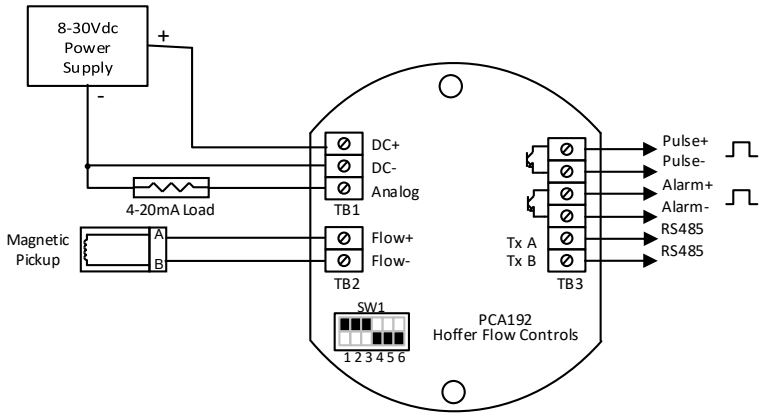 8-30Vdc
Power
Supply
+
-
4-20mA Load
Magnetic
Pickup
A
B
DC+
DC-
Analog
TB1
Flow+
Flow-
TB2
SW1
1 2 3 4 5 6
PCA192
Hoffer Flow Controls
Tx A
Tx B
TB3
Pulse+
Pulse-
Alarm+
Alarm-
RS485
RS485